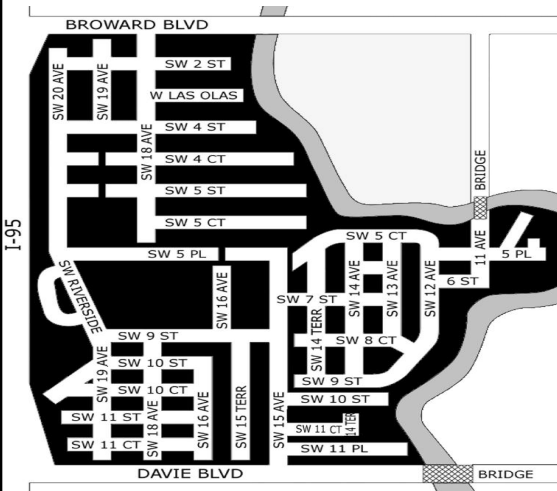 BROWARD BLVD
SW 2 ST
W LAS OLAS
SW 20 AVE
SW 19 AVE
SW 18 AVE
SW 4 ST
SW 4 CT
SW 5 ST
SW 5 CT
I-95
BRIDGE
SW 5 CT
SW 5 PL
11 AVE
5 PL
6 ST
SW RIVERSIDE
SW 16 AVE
SW 7 ST
SW 14 TERR
SW 14 AVE
SW 13 AVE
SW 12 AVE
SW 9 ST
SW 8 CT
SW 10 ST
SW 9 ST
SW 19 AVE
SW 10 CT
SW 18 AVE
SW 16 AVE
SW 15 TERR
SW 15 AVE
SW 10 ST
SW 11 ST
SW 11 CT
14 TER
SW 11 CT
SW 11 PL
DAVIE BLVD
BRIDGE